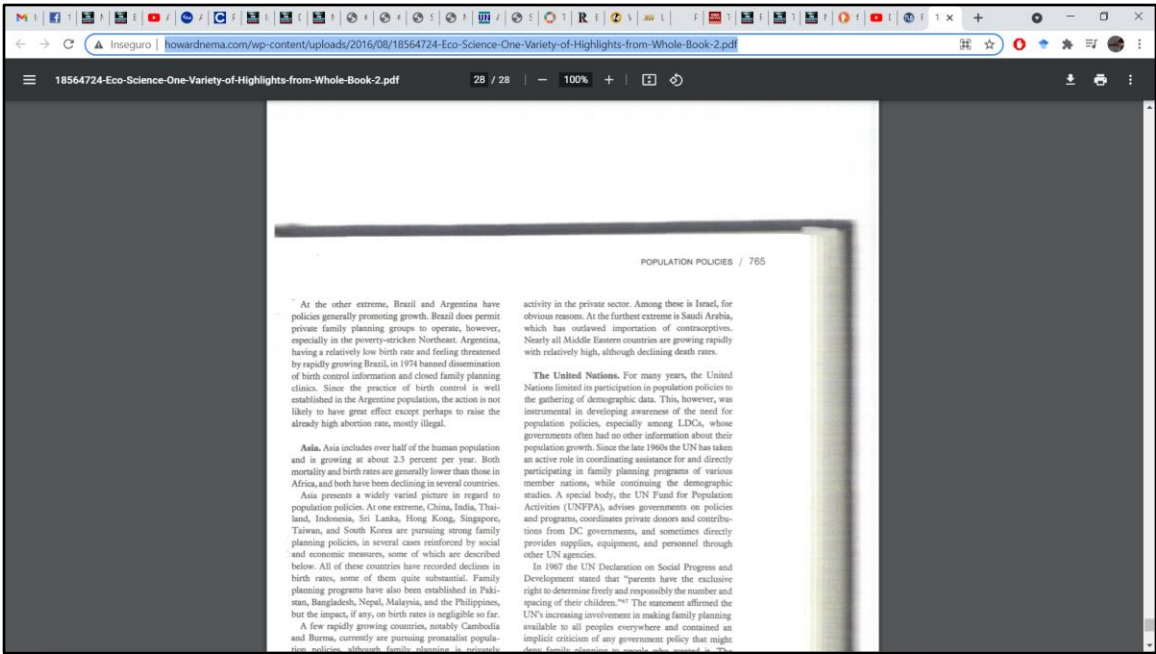 Inseguro
howardnema.com/wp-content/uploads/2016/08/18564724-Eco-Science-One-Variety-of-Highlights-from-Whole-Book-2.pdf
18564724-Eco-Science-One-Variety-of-Highlights-from-Whole-Book-2.pdf
28 / 28
100%
POPULATION POLICIES / 765
At the other extreme, Brazil and Argentina have
policies generally promoting growth. Brazil does permit
private family planning groups to operate, however,
especially in the poverty-stricken Northeast. Argentina,
having a relatively low birth rate and feeling threatened
by rapidly growing Brazil, in 1974 banned dissemination
of birth control information and closed family planning
clinics. Since the practice of birth control is well
established in the Argentine population, the action is not
likely to have great effect except perhaps to raise the
already high abortion rate, mostly illegal.
Asia. Asia includes over half of the human population
and is growing at about 2.3 percent per year. Both
mortality and birth rates are generally lower than those in
Africa, and both have been declining in several countries.
Asia presents a widely varied picture in regard to
population policies. At one extreme, China, India, Thai-
land, Indonesia, Sri Lanka, Hong Kong, Singapore,
Taiwan, and South Korea are pursuing strong family
planning policies, in several cases reinforced by social
and economic measures, some of which are described
below. All of these countries have recorded declines in
birth rates, some of them quite substantial. Family
planning programs have also been established in Paki-
stan, Bangladesh, Nepal, Malaysia, and the Philippines,
but the impact, if any, on birth rates is negligible so far.
A few rapidly growing countries, notably Cambodia
and Burma, currently are pursuing pronatalist popula-
tion policies, although family planning is privately
activity in the private sector. Among these is Israel, for
obvious reasons. At the furthest extreme is Saudi Arabia,
which has outlawed importation of contraceptives.
Nearly all Middle Eastern countries are growing rapidly
with relatively high, although declining death rates.
The United Nations. For many years, the United
Nations limited its participation in population policies to
the gathering of demographic data. This, however, was
instrumental in developing awareness of the need for
population policies, especially among LDCs, whose
governments often had no other information about their
population growth. Since the late 1960s the UN has taken
an active role in coordinating assistance for and directly
participating in family planning programs of various
member nations, while continuing the demographic
studies. A special body, the UN Fund for Population
Activities (UNFPA), advises governments on policies
and programs, coordinates private donors and contribu-
tions from DC governments, and sometimes directly
provides supplies, equipment, and personnel through
other UN agencies.
In 1967 the UN Declaration on Social Progress and
Development stated that "parents have the exclusive
right to determine freely and responsibly the number and
spacing of their children."67 The statement affirmed the
UN's increasing involvement in making family planning
available to all peoples everywhere and contained an
implicit criticism of any government policy that might
deny family planning to people who wanted it. The